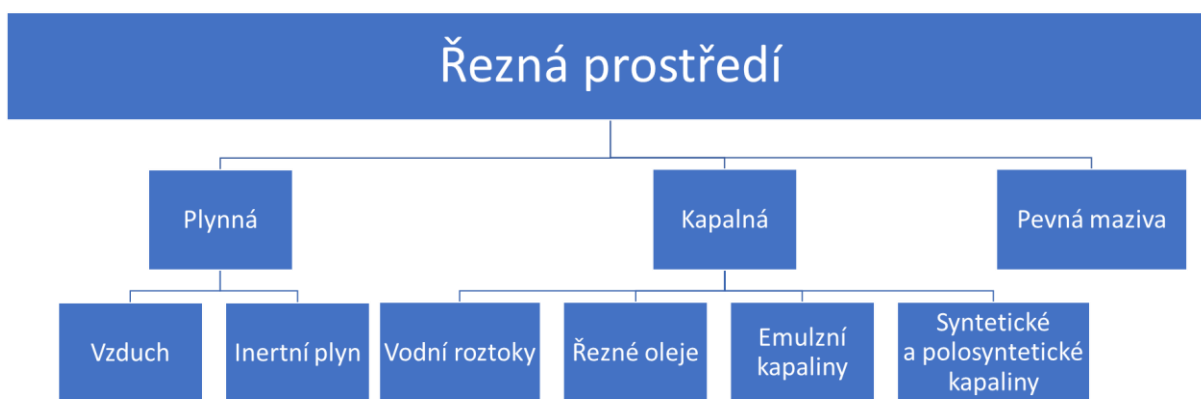 Řezná prostředí
Plynná
Kapalná
Pevná maziva
Vzduch
Inertní plyn
Vodní roztoky
Řezné oleje
Emulzní
kapaliny
Syntetické
a polosyntetické
kapaliny